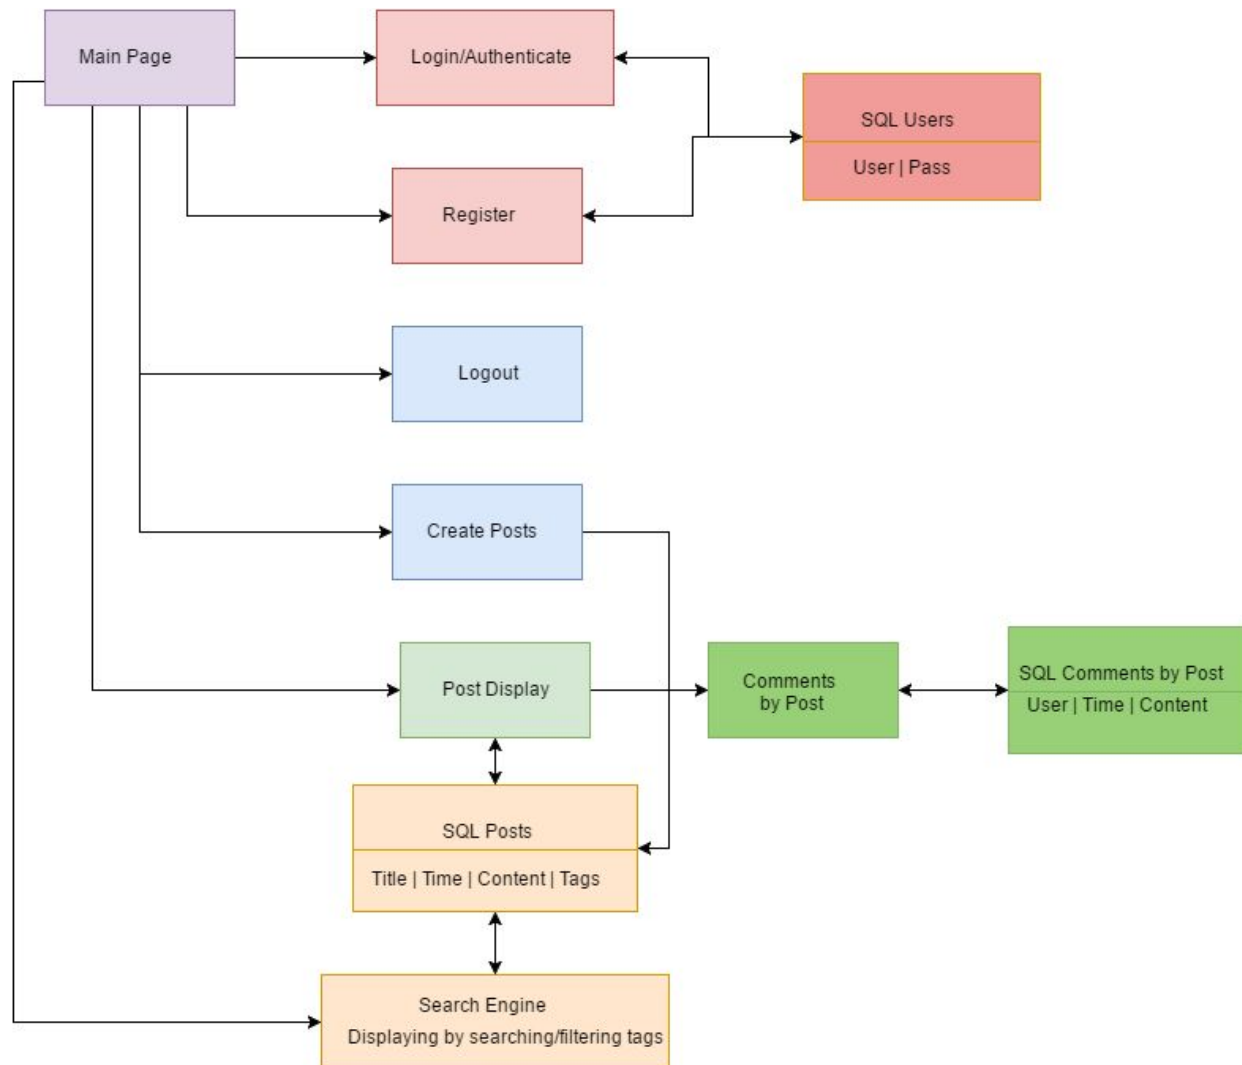 Main Page
Login/Authenticate
SQL Users
User | Pass
Register
Logout
Create Posts
Post Display
Comments
by Post
SQL Comments by Post
User | Time | Content
SQL Posts
Title | Time | Content | Tags
Search Engine
Displaying by searching/filtering tags